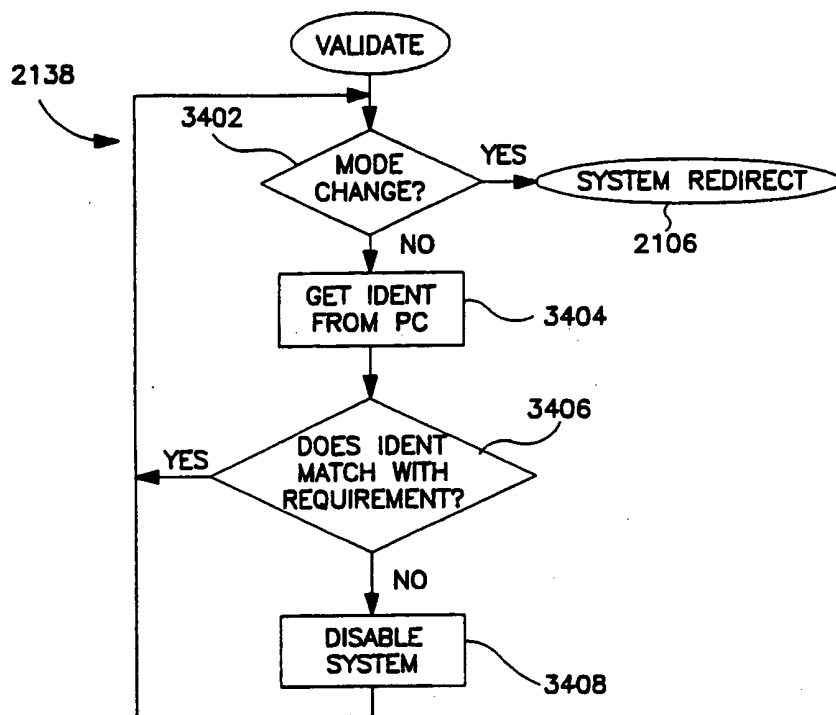 VALIDATE
2138
3402
MODE
CHANGE?
YES
SYSTEM REDIRECT
2106
NO
GET IDENT
FROM PC
3404
3406
DOES IDENT
MATCH WITH
REQUIREMENT?
YES
NO
DISABLE
SYSTEM
3408